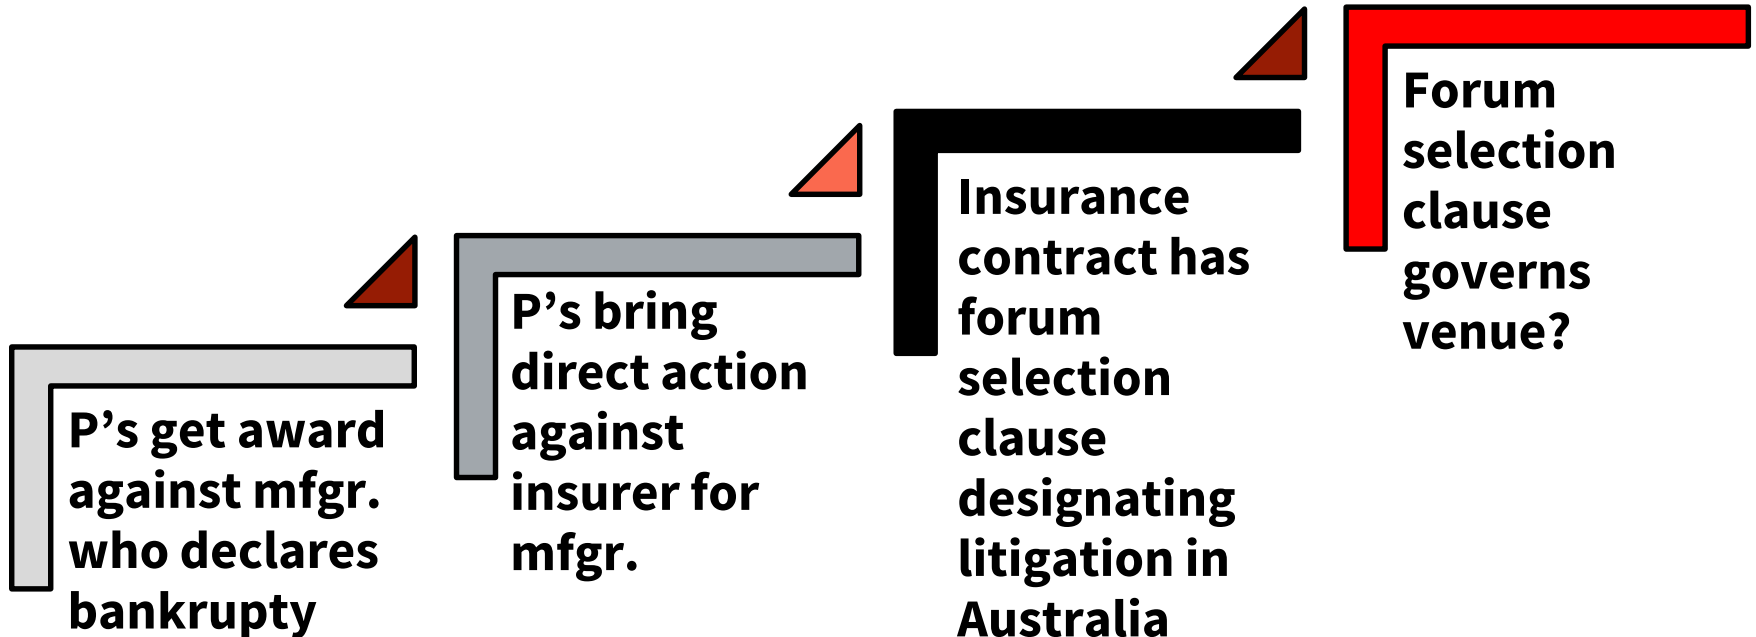 P’s get award
against mfgr.
who declares
bankrupty
P’s bring
direct action
against
insurer for
mfgr.
Insurance
contract has
forum
selection
clause
designating
litigation in
Australia
Forum
selection
clause
governs
venue?